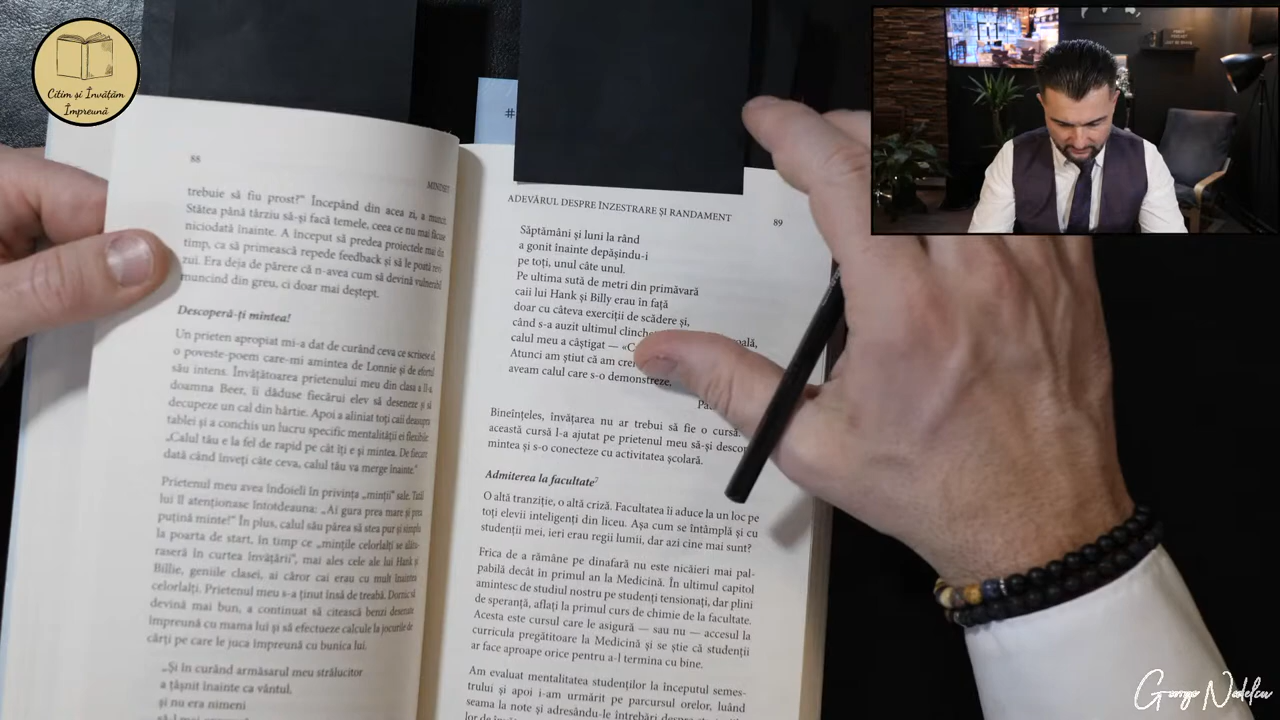 Citim și Învățăm
Împreună
88
MINDSET
trebuie să fiu prost?" Începând din acea zi, a muncit
Stătea până târziu să-și facă temele, ceea ce nu mai făcuse
niciodată înainte. A început să predea proiectele mai din
timp, ca să primească repede feedback și să le poată revi-
zui. Era deja de părere că n-avea cum să devină vulnerabil
muncind din greu, ci doar mai deștept.
Descoperă-ți mintea!
Un prieten apropiat mi-a dat de curând ceva ce scrisese el,
o poveste-poem care-mi amintea de Lonnie și de efortul
său intens. Învățătoarea prietenului meu din clasa a II-a,
doamna Beer, îi dăduse fiecărui elev să deseneze și să
decupeze un cal din hârtie. Apoi a aliniat toți caii deasupra
tablei și a conchis un lucru specific mentalității ei flexibile:
„Calul tău e la fel de rapid pe cât îți e și mintea. De fiecare
dată când înveți câte ceva, calul tău va merge înainte."
Prietenul meu avea îndoieli în privința „minții" sale. Tatăl
lui îl atenționase întotdeauna: „Ai gura prea mare și prea
puțină minte!" În plus, calul său părea să stea pur și simplu
la poarta de start, în timp ce „mințile celorlalți se
raseră în curtea învățării", mai ales cele ale lui Hank și
Billie, geniile clasei, ai căror cai erau cu mult înaintea
celorlalți. Prietenul meu s-a ținut însă de treabă. Dornic să
devină mai bun, a continuat să citească benzi desenate
împreună cu mama lui și să efectueze calcule la jocurile de
cărți pe care le juca împreună cu bunica lui.
„Și în curând armăsarul meu strălucitor
a țâșnit înainte ca vântul,
și nu era nimeni
#
ADEVĂRUL DESPRE ÎNZESTRARE ȘI RANDAMENT
89
Săptămâni și luni la rând
a gonit înainte depășindu-i
pe toți, unul câte unul.
Pe ultima sută de metri din primăvară
caii lui Hank și Billy erau în față
doar cu câteva exerciții de scădere și,
când s-a auzit ultimul clinche
calul meu a câștigat — «C
Atunci am știut că am
aveam calul care s-o demonstreze.
Bineînțeles, învățarea nu ar trebui să fie o cursă.
această cursă l-a ajutat pe prietenul meu să-și
mintea și s-o conecteze cu activitatea școlară.
Admiterea la facultate⁷
O altă tranziție, o altă criză. Facultatea îi aduce la un loc pe
toți elevii inteligenți din liceu. Așa cum se întâmplă și cu
studenții mei, ieri erau regii lumii, dar azi cine mai sunt?
Frica de a rămâne pe dinafară nu este nicăieri mai pal-
pabilă decât în primul an la Medicină. În ultimul capitol
aminteam de studiul nostru pe studenți tensionați, dar plini
de speranță, aflați la primul curs de chimie de la facultate.
Acesta este cursul care le asigură — sau nu — accesul la
curricula pregătitoare la Medicină și se știe că studenții
ar face aproape orice pentru a-l termina cu bine.
Am evaluat mentalitatea studenților la începutul semes-
trului și apoi i-am urmărit pe parcursul orelor, luând
seama la note și adresându-le întrebări despre
George Nedelcu